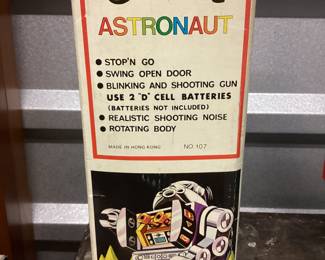 ASTRONAUT
● STOP'N GO
● SWING OPEN DOOR
● BLINKING AND SHOOTING GUN
USE 2 "D" CELL BATTERIES
(BATTERIES NOT INCLUDED)
● REALISTIC SHOOTING NOISE
● ROTATING BODY
MADE IN HONG KONG NO. 107